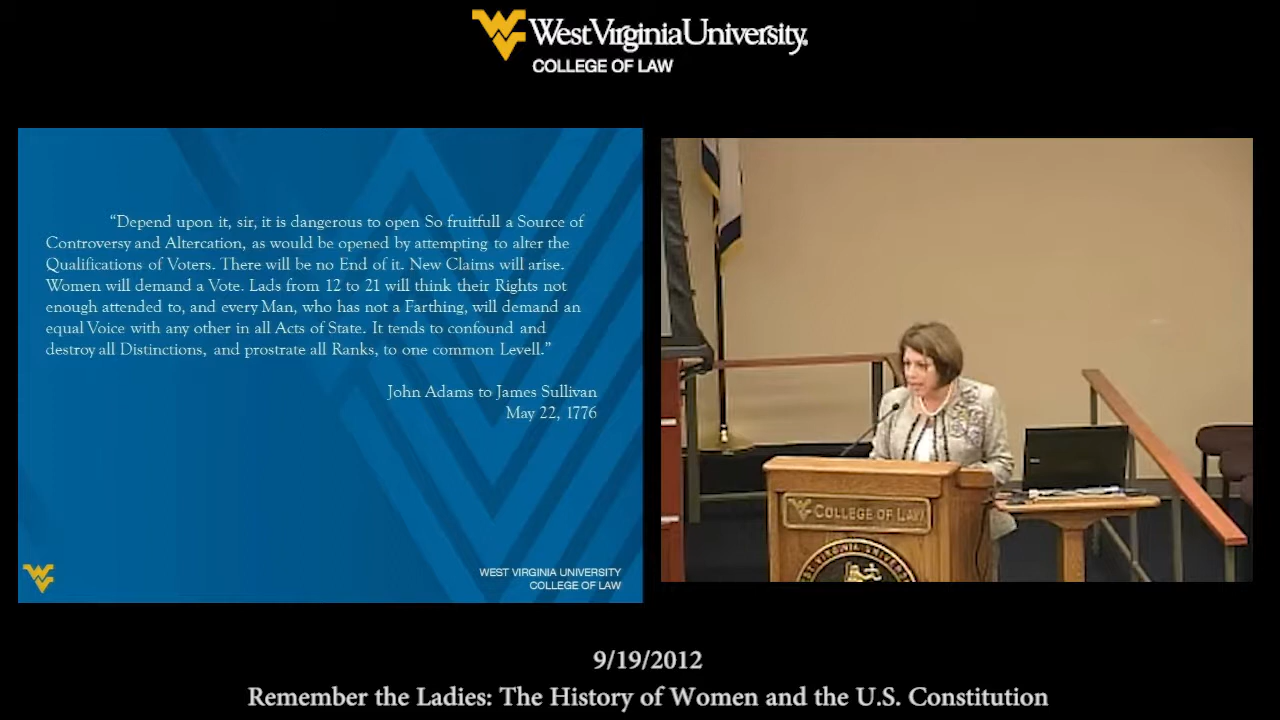 West Virginia University.
COLLEGE OF LAW
“Depend upon it, sir, it is dangerous to open So fruitfull a Source of
Controversy and Altercation, as would be opened by attempting to alter the
Qualifications of Voters. There will be no End of it. New Claims will arise.
Women will demand a Vote. Lads from 12 to 21 will think their Rights not
enough attended to, and every Man, who has not a Farthing, will demand an
equal Voice with any other in all Acts of State. It tends to confound and
destroy all Distinctions, and prostrate all Ranks, to one common Levell.”
John Adams to James Sullivan
May 22, 1776
WEST VIRGINIA UNIVERSITY
COLLEGE OF LAW
COLLEGE OF LAW
WEST VIRGINIA UNIVERSITY
9/19/2012
Remember the Ladies: The History of Women and the U.S. Constitution